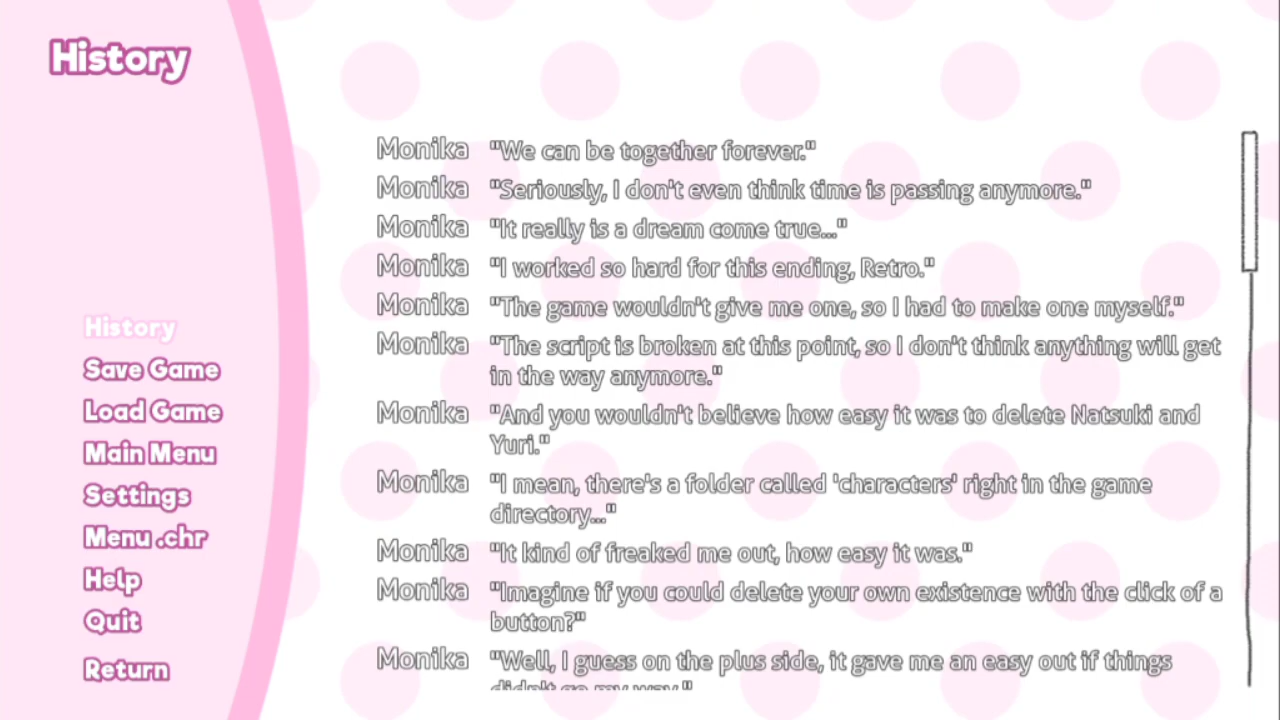 History
Monika "We can be together forever."
Monika "Seriously, I don't even think time is passing anymore."
Monika "It really is a dream come true..."
Monika "I worked so hard for this ending, Retro."
Monika "The game wouldn't give me one, so I had to make one myself."
Monika "The script is broken at this point, so I don't think anything will get
in the way anymore."
Monika "And you wouldn't believe how easy it was to delete Natsuki and
Yuri."
Monika "I mean, there's a folder called 'characters' right in the game
directory..."
Monika "It kind of freaked me out, how easy it was."
Monika "Imagine if you could delete your own existence with the click of a
button?"
Monika "Well, I guess on the plus side, it gave me an easy out if things
didn't go my way."
History
Save Game
Load Game
Main Menu
Settings
Menu .chr
Help
Quit
Return